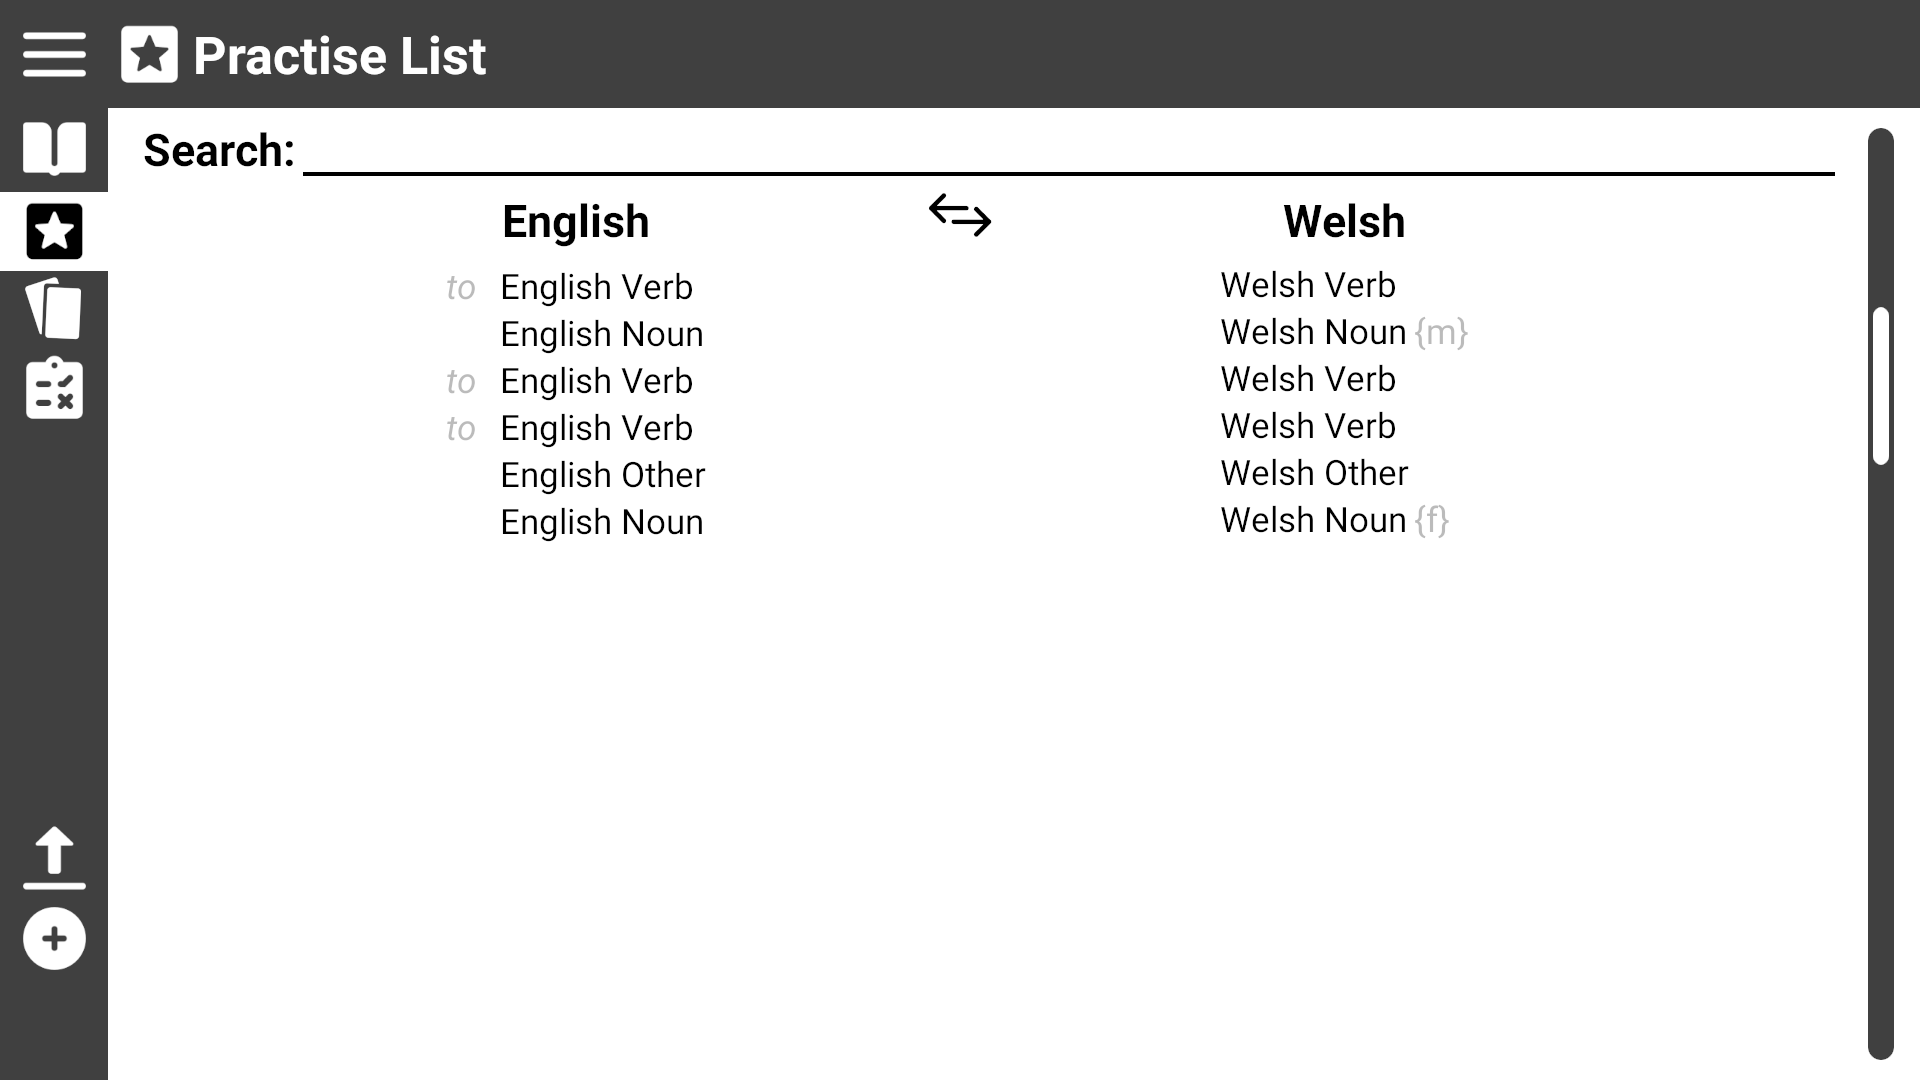 Practise List
Search:
English Welsh
to English Verb Welsh Verb
English Noun Welsh Noun {m}
to English Verb Welsh Verb
to English Verb Welsh Verb
English Other Welsh Other
English Noun Welsh Noun {f}